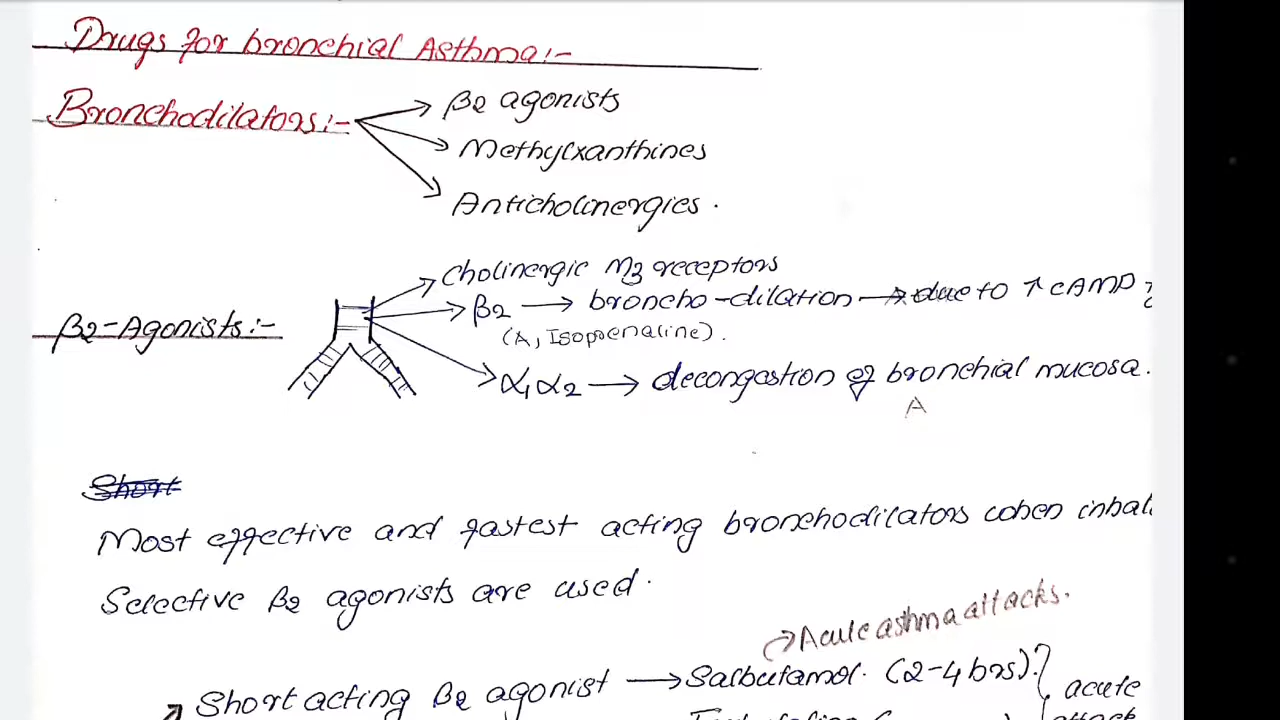 Drugs for bronchial Asthma:-
Bronchodilators:-
β2 agonists
Methylxanthines
Anticholinergies.
β2-Agonists:-
Cholinergic M3 receptors
β2 → broncho-dilation → due to ↑ cAMP
(A, Isoprenaline).
α1 α2 → decongestion of bronchial mucosa.
A
Short
Most effective and fastest acting bronchodilators when inhal
Selective β2 agonists are used.
→ Acute asthma attacks.
Short acting β2 agonist → Salbutamol. (2-4 hrs)
acute